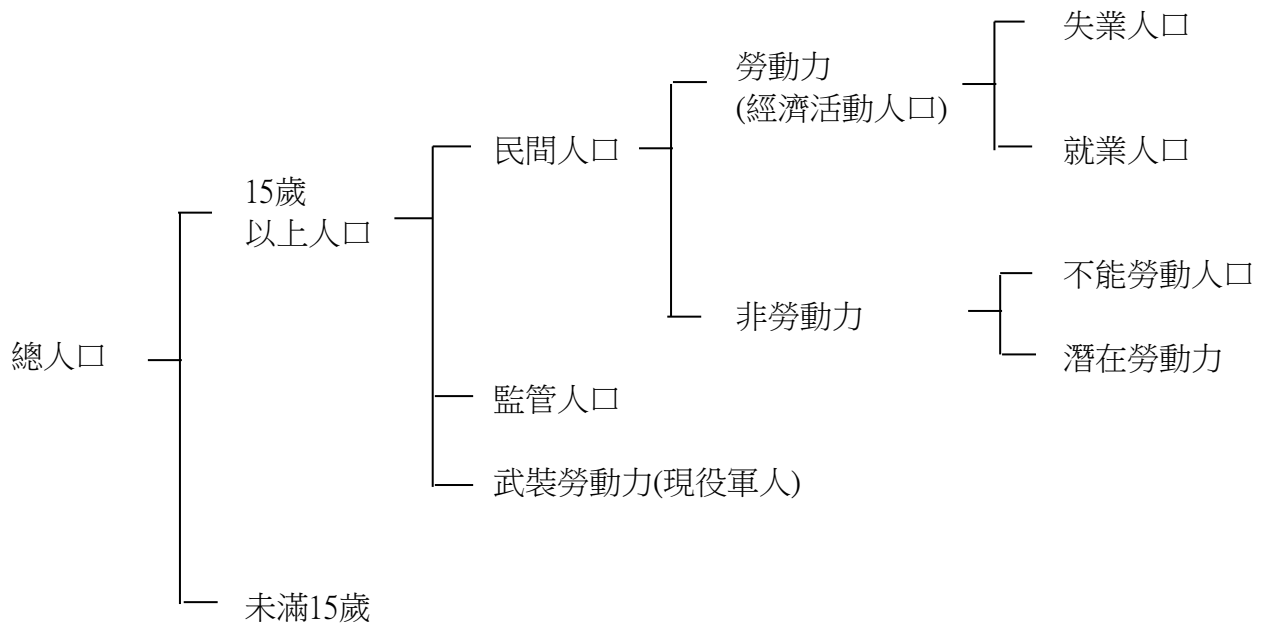 失業人口
勞動力
(經濟活動人口)
就業人口
民間人口
15歲
以上人口
不能勞動人口
非勞動力
潛在勞動力
總人口
監管人口
武裝勞動力(現役軍人)
未滿15歲